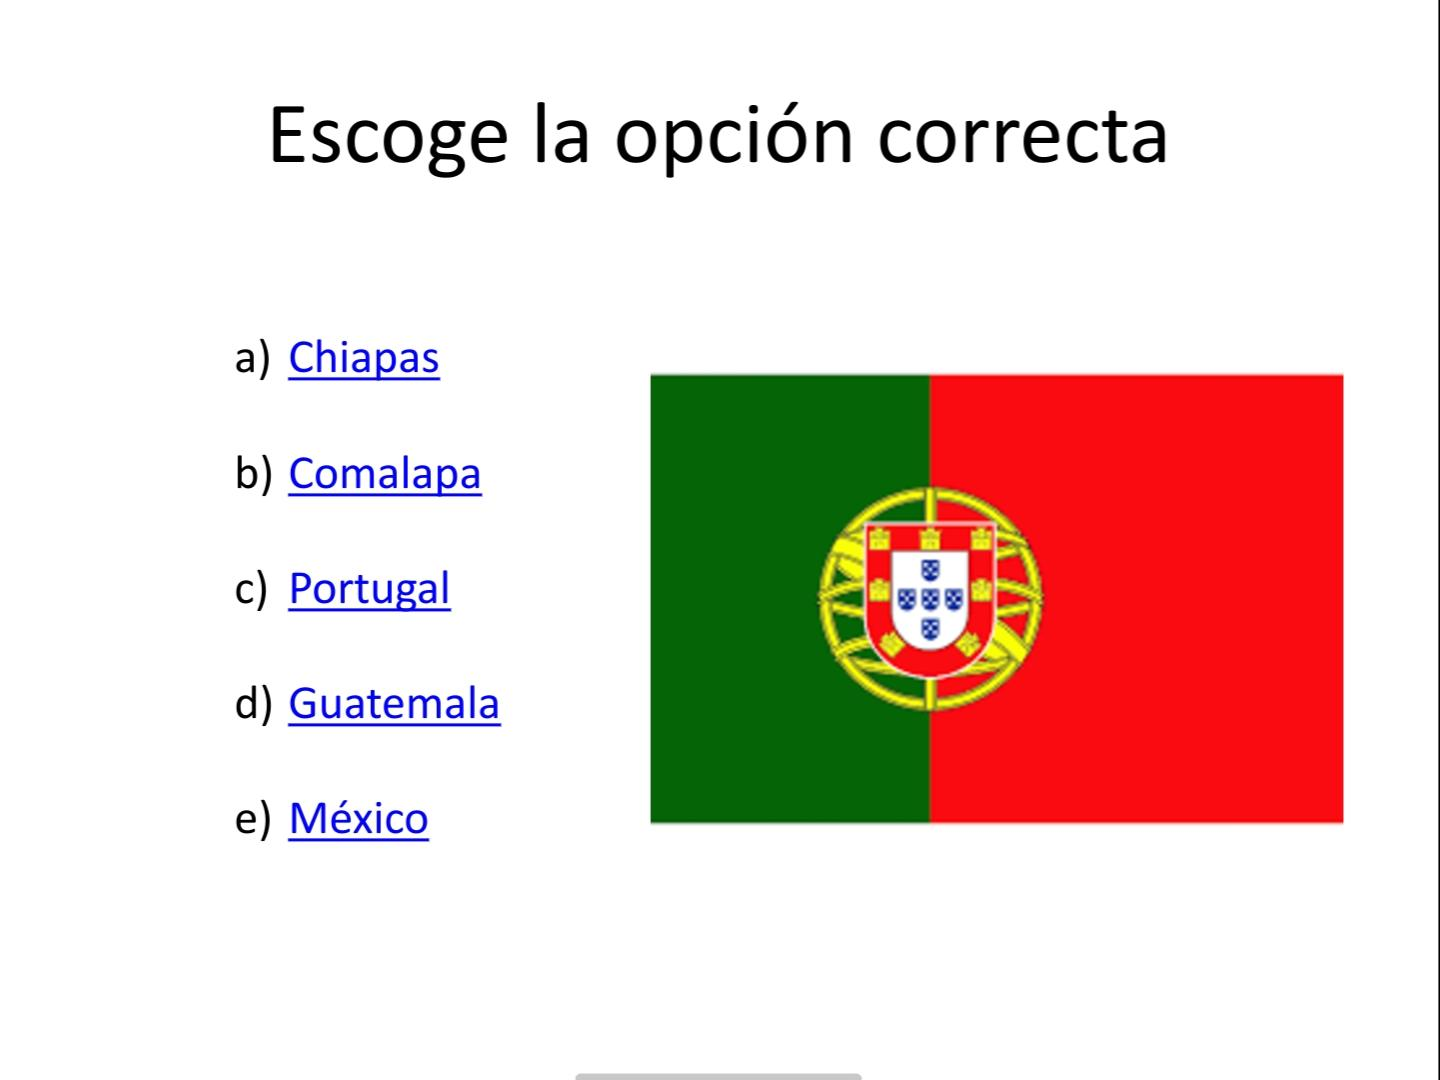 Escoge la opción correcta
a) Chiapas
b) Comalapa
c) Portugal
d) Guatemala
e) México